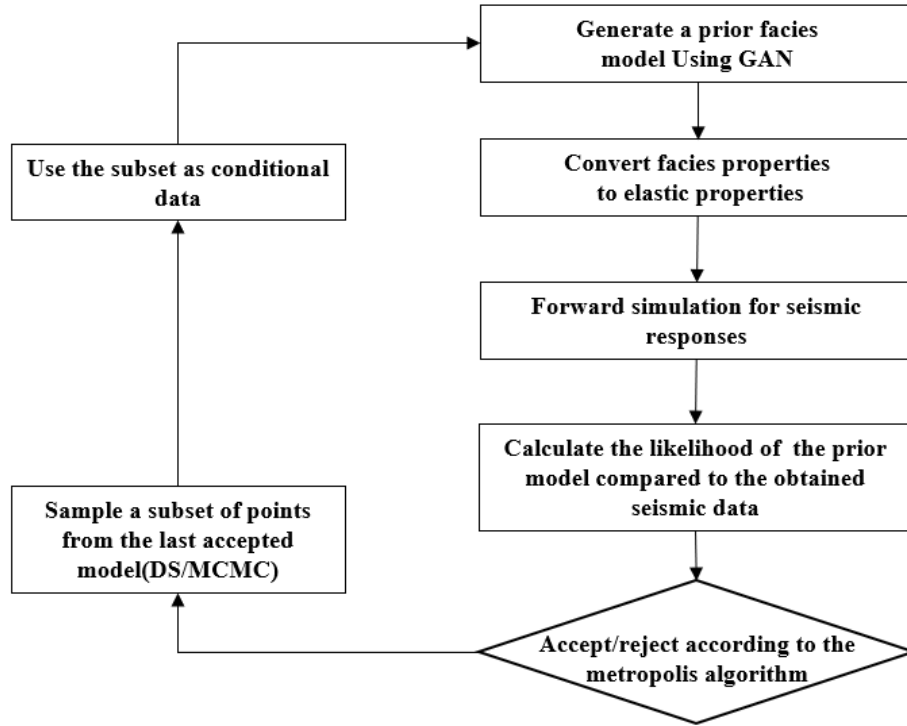 Generate a prior facies
model Using GAN
Convert facies properties
to elastic properties
Forward simulation for seismic
responses
Calculate the likelihood of the prior
model compared to the obtained
seismic data
Accept/reject according to the
metropolis algorithm
Sample a subset of points
from the last accepted
model(DS/MCMC)
Use the subset as conditional
data